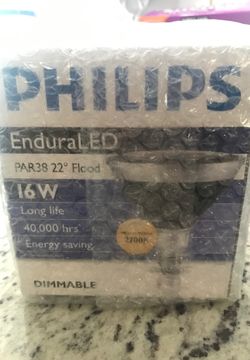 PHILIPS
EnduraLED
PAR38 22° Flood
16W
Long life
40,000 hrs
2700K
Energy saving
DIMMABLE